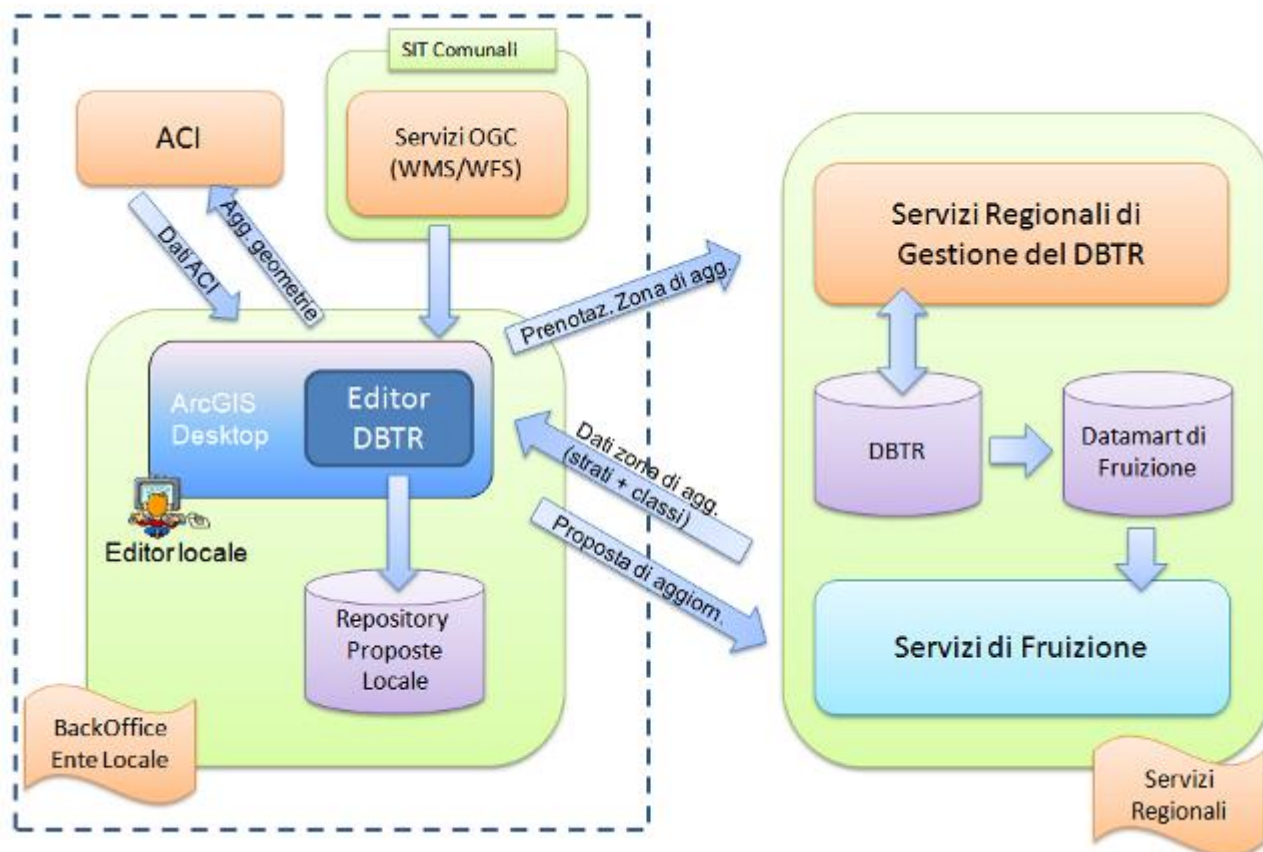 SIT Comunali
ACI
Servizi OGC
(WMS/WFS)
Dati ACI
Agg. geometrie
Prenotaz. Zona di agg.
Servizi Regionali di
Gestione del DBTR
ArcGIS
Desktop
Editor
DBTR
Dati zona di agg.
(strati + classi)
DBTR
Datamart di
Fruizione
Editor locale
Proposta di aggiorn.
Repository
Proposte
Locale
Servizi di Fruizione
BackOffice
Ente Locale
Servizi
Regionali